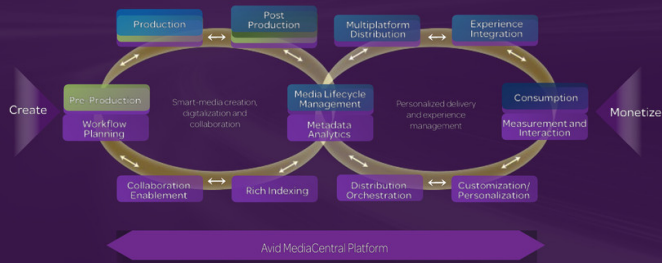 Production
Post
Production
Multiplatform
Distribution
Experience
Integration
Create
Pre-Production
Workflow
Planning
Smart-media creation,
digitalization and
collaboration
Media Lifecycle
Management
Metadata
Analytics
Personalized delivery
and experience
management
Consumption
Measurement and
Interaction
Monetize
Collaboration
Enablement
Rich Indexing
Distribution
Orchestration
Customization/
Personalization
Avid MediaCentral Platform